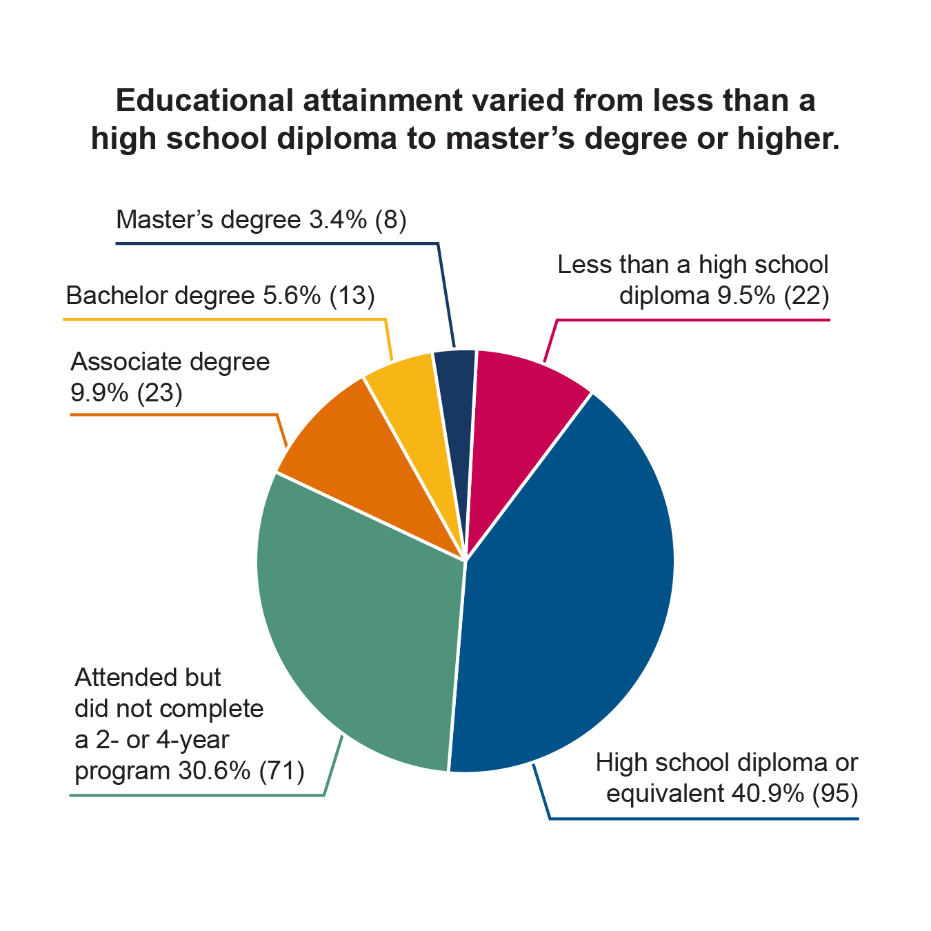 Educational attainment varied from less than a
high school diploma to master’s degree or higher.
Master’s degree 3.4% (8)
Less than a high school
diploma 9.5% (22)
Bachelor degree 5.6% (13)
Associate degree
9.9% (23)
Attended but
did not complete
a 2- or 4-year
program 30.6% (71)
High school diploma or
equivalent 40.9% (95)